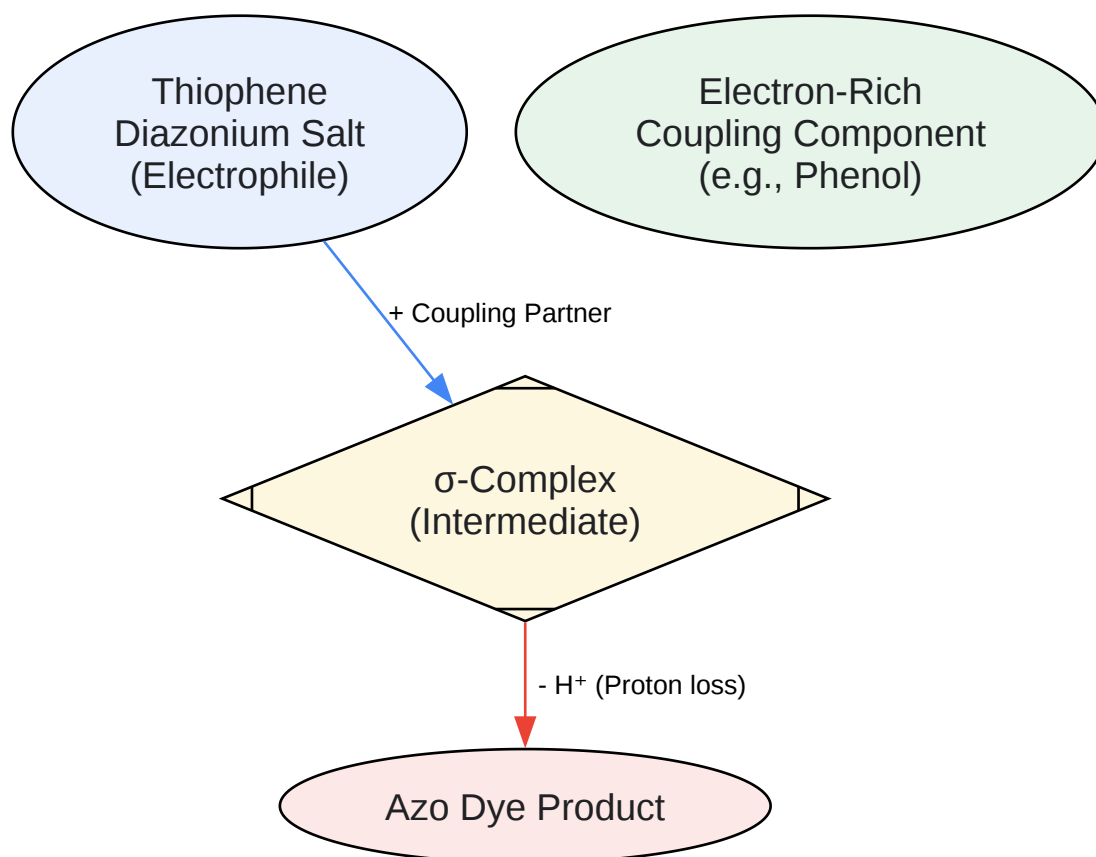 Thiophene
Diazonium Salt
(Electrophile)
Electron-Rich
Coupling Component
(e.g., Phenol)
+ Coupling Partner
σ-Complex
(Intermediate)
- H⁺ (Proton loss)
Azo Dye Product